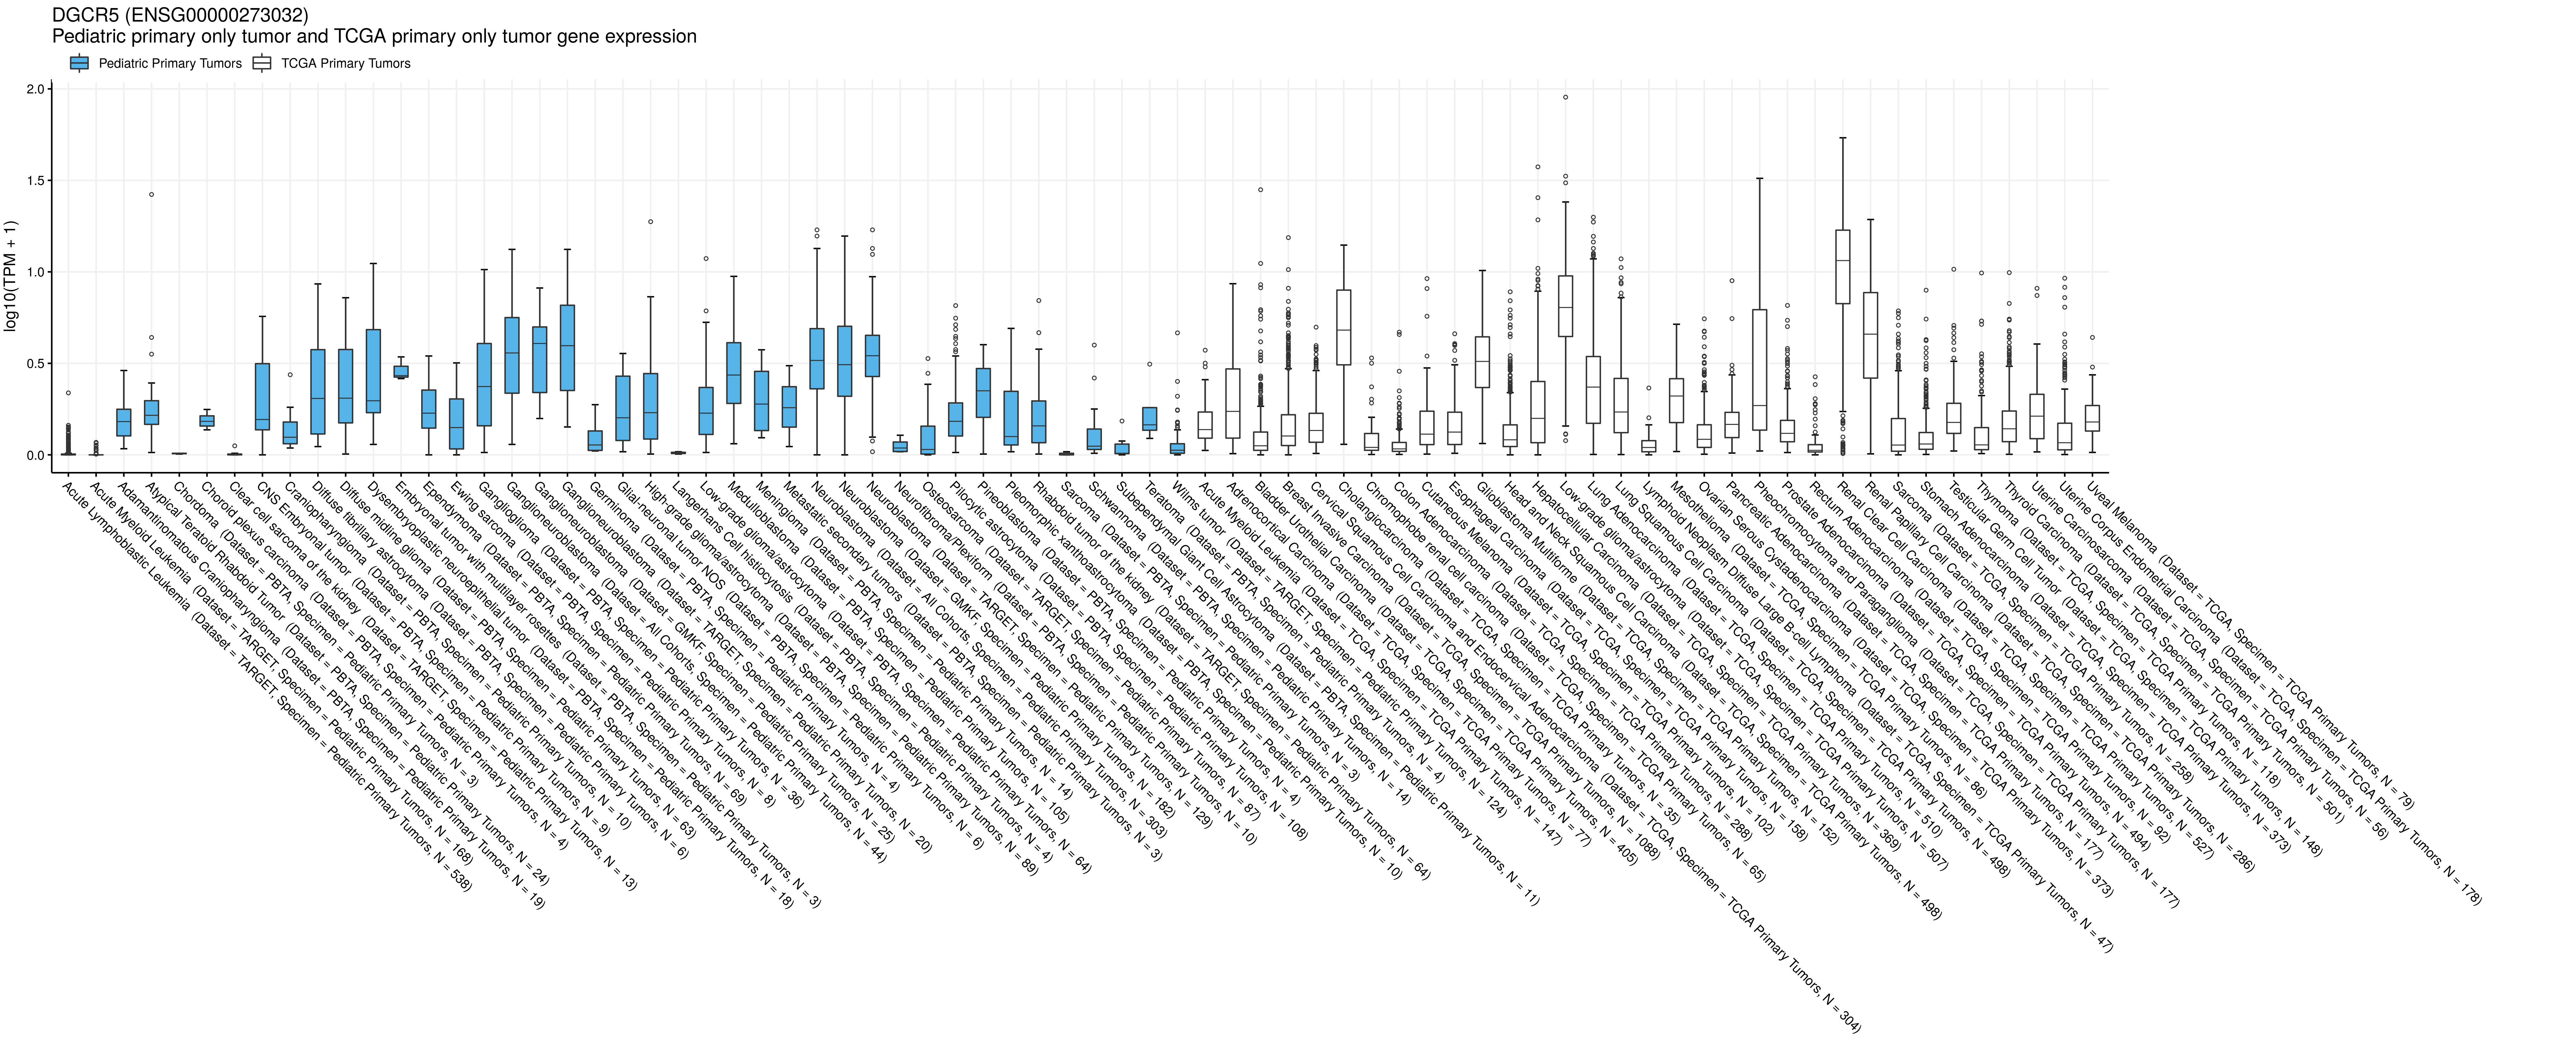 DGCR5 (ENSG00000273032)
Pediatric primary only tumor and TCGA primary only tumor gene expression
Pediatric Primary Tumors
TCGA Primary Tumors
log10(TPM + 1)
2.0
1.5
1.0
0.5
0.0
Acute Lymphoblastic Leukemia (Dataset = TARGET, Specimen = Pediatric Primary Tumors, N = 538)
Acute Myeloid Leukemia (Dataset = TARGET, Specimen = Pediatric Primary Tumors, N = 168)
Adamantinomatous Craniopharyngioma (Dataset = PBTA, Specimen = Pediatric Primary Tumors, N = 19)
Atypical Teratoid Rhabdoid Tumor (Dataset = PBTA, Specimen = Pediatric Primary Tumors, N = 24)
Chordoma (Dataset = PBTA, Specimen = Pediatric Primary Tumors, N = 3)
Choroid plexus carcinoma (Dataset = PBTA, Specimen = Pediatric Primary Tumors, N = 4)
Clear cell sarcoma of the kidney (Dataset = TARGET, Specimen = Pediatric Primary Tumors, N = 13)
CNS Embryonal tumor (Dataset = PBTA, Specimen = Pediatric Primary Tumors, N = 9)
Craniopharyngioma (Dataset = PBTA, Specimen = Pediatric Primary Tumors, N = 10)
Diffuse fibrillary astrocytoma (Dataset = PBTA, Specimen = Pediatric Primary Tumors, N = 6)
Diffuse midline glioma (Dataset = PBTA, Specimen = Pediatric Primary Tumors, N = 63)
Dysembryoplastic neuroepithelial tumor (Dataset = PBTA, Specimen = Pediatric Primary Tumors, N = 18)
Embryonal tumor with multilayer rosettes (Dataset = PBTA, Specimen = Pediatric Primary Tumors, N = 3)
Ependymoma (Dataset = PBTA, Specimen = Pediatric Primary Tumors, N = 69)
Ewing sarcoma (Dataset = PBTA, Specimen = Pediatric Primary Tumors, N = 8)
Ganglioglioma (Dataset = PBTA, Specimen = Pediatric Primary Tumors, N = 36)
Ganglioneuroblastoma (Dataset = All Cohorts, Specimen = Pediatric Primary Tumors, N = 44)
Ganglioneuroblastoma (Dataset = GMKF, Specimen = Pediatric Primary Tumors, N = 25)
Ganglioneuroblastoma (Dataset = TARGET, Specimen = Pediatric Primary Tumors, N = 20)
Germinoma (Dataset = PBTA, Specimen = Pediatric Primary Tumors, N = 4)
Glial-neuronal tumor NOS (Dataset = PBTA, Specimen = Pediatric Primary Tumors, N = 6)
High-grade glioma/astrocytoma (Dataset = PBTA, Specimen = Pediatric Primary Tumors, N = 89)
Langerhans Cell histiocytosis (Dataset = PBTA, Specimen = Pediatric Primary Tumors, N = 4)
Low-grade glioma/astrocytoma (Dataset = PBTA, Specimen = Pediatric Primary Tumors, N = 64)
Medulloblastoma (Dataset = PBTA, Specimen = Pediatric Primary Tumors, N = 105)
Meningioma (Dataset = PBTA, Specimen = Pediatric Primary Tumors, N = 14)
Metastatic secondary tumors (Dataset = PBTA, Specimen = Pediatric Primary Tumors, N = 3)
Neuroblastoma (Dataset = All Cohorts, Specimen = Pediatric Primary Tumors, N = 303)
Neuroblastoma (Dataset = GMKF, Specimen = Pediatric Primary Tumors, N = 182)
Neuroblastoma (Dataset = TARGET, Specimen = Pediatric Primary Tumors, N = 129)
Neurofibroma/Plexiform (Dataset = PBTA, Specimen = Pediatric Primary Tumors, N = 10)
Osteosarcoma (Dataset = TARGET, Specimen = Pediatric Primary Tumors, N = 87)
Pilocytic astrocytoma (Dataset = PBTA, Specimen = Pediatric Primary Tumors, N = 108)
Pineoblastoma (Dataset = PBTA, Specimen = Pediatric Primary Tumors, N = 4)
Pleomorphic xanthoastrocytoma (Dataset = PBTA, Specimen = Pediatric Primary Tumors, N = 10)
Rhabdoid tumor of the kidney (Dataset = TARGET, Specimen = Pediatric Primary Tumors, N = 64)
Sarcoma (Dataset = PBTA, Specimen = Pediatric Primary Tumors, N = 3)
Schwannoma (Dataset = PBTA, Specimen = Pediatric Primary Tumors, N = 14)
Subependymal Giant Cell Astrocytoma (Dataset = PBTA, Specimen = Pediatric Primary Tumors, N = 11)
Teratoma (Dataset = PBTA, Specimen = Pediatric Primary Tumors, N = 4)
Wilms tumor (Dataset = TARGET, Specimen = Pediatric Primary Tumors, N = 124)
Acute Myeloid Leukemia (Dataset = TCGA, Specimen = TCGA Primary Tumors, N = 147)
Adrenocortical Carcinoma (Dataset = TCGA, Specimen = TCGA Primary Tumors, N = 77)
Bladder Urothelial Carcinoma (Dataset = TCGA, Specimen = TCGA Primary Tumors, N = 405)
Breast Invasive Carcinoma (Dataset = TCGA, Specimen = TCGA Primary Tumors, N = 1088)
Cervical Squamous Cell Carcinoma and Endocervical Adenocarcinoma (Dataset = TCGA, Specimen = TCGA Primary Tumors, N = 304)
Cholangiocarcinoma (Dataset = TCGA, Specimen = TCGA Primary Tumors, N = 35)
Chromophobe renal cell carcinoma (Dataset = TCGA, Specimen = TCGA Primary Tumors, N = 65)
Colon Adenocarcinoma (Dataset = TCGA, Specimen = TCGA Primary Tumors, N = 288)
Cutaneous Melanoma (Dataset = TCGA, Specimen = TCGA Primary Tumors, N = 102)
Esophageal Carcinoma (Dataset = TCGA, Specimen = TCGA Primary Tumors, N = 158)
Glioblastoma Multiforme (Dataset = TCGA, Specimen = TCGA Primary Tumors, N = 152)
Head and Neck Squamous Cell Carcinoma (Dataset = TCGA, Specimen = TCGA Primary Tumors, N = 498)
Hepatocellular Carcinoma (Dataset = TCGA, Specimen = TCGA Primary Tumors, N = 369)
Low-grade glioma/astrocytoma (Dataset = TCGA, Specimen = TCGA Primary Tumors, N = 510)
Lung Adenocarcinoma (Dataset = TCGA, Specimen = TCGA Primary Tumors, N = 507)
Lung Squamous Cell Carcinoma (Dataset = TCGA, Specimen = TCGA Primary Tumors, N = 498)
Lymphoid Neoplasm Diffuse Large B-cell Lymphoma (Dataset = TCGA, Specimen = TCGA Primary Tumors, N = 47)
Mesothelioma (Dataset = TCGA, Specimen = TCGA Primary Tumors, N = 86)
Ovarian Serous Cystadenocarcinoma (Dataset = TCGA, Specimen = TCGA Primary Tumors, N = 373)
Pancreatic Adenocarcinoma (Dataset = TCGA, Specimen = TCGA Primary Tumors, N = 177)
Pheochromocytoma and Paraganglioma (Dataset = TCGA, Specimen = TCGA Primary Tumors, N = 177)
Prostate Adenocarcinoma (Dataset = TCGA, Specimen = TCGA Primary Tumors, N = 494)
Rectum Adenocarcinoma (Dataset = TCGA, Specimen = TCGA Primary Tumors, N = 92)
Renal Clear Cell Carcinoma (Dataset = TCGA, Specimen = TCGA Primary Tumors, N = 527)
Renal Papillary Cell Carcinoma (Dataset = TCGA, Specimen = TCGA Primary Tumors, N = 286)
Sarcoma (Dataset = TCGA, Specimen = TCGA Primary Tumors, N = 258)
Stomach Adenocarcinoma (Dataset = TCGA, Specimen = TCGA Primary Tumors, N = 373)
Testicular Germ Cell Tumor (Dataset = TCGA, Specimen = TCGA Primary Tumors, N = 148)
Thymoma (Dataset = TCGA, Specimen = TCGA Primary Tumors, N = 118)
Thyroid Carcinoma (Dataset = TCGA, Specimen = TCGA Primary Tumors, N = 501)
Uterine Carcinosarcoma (Dataset = TCGA, Specimen = TCGA Primary Tumors, N = 56)
Uterine Corpus Endometrial Carcinoma (Dataset = TCGA, Specimen = TCGA Primary Tumors, N = 178)
Uveal Melanoma (Dataset = TCGA, Specimen = TCGA Primary Tumors, N = 79)